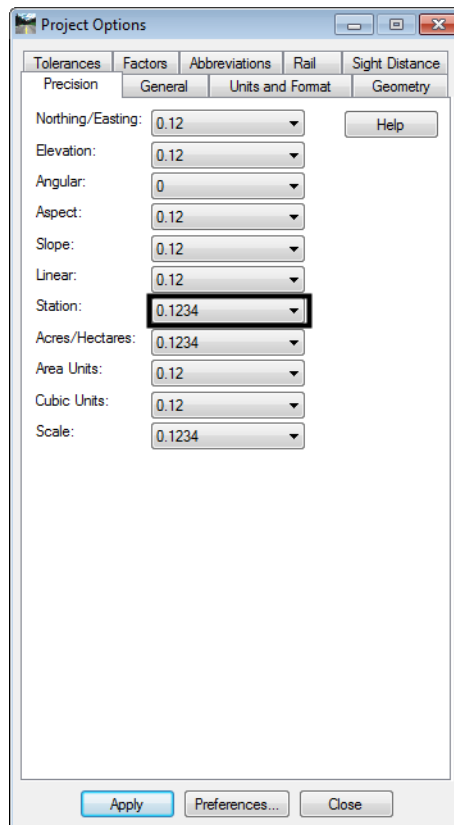 Project Options
Tolerances Factors Abbreviations Rail Sight Distance
Precision General Units and Format Geometry
Northing/Easting: 0.12 Help
Elevation: 0.12
Angular: 0
Aspect: 0.12
Slope: 0.12
Linear: 0.12
Station: 0.1234
Acres/Hectares: 0.1234
Area Units: 0.12
Cubic Units: 0.12
Scale: 0.1234
Apply Preferences... Close